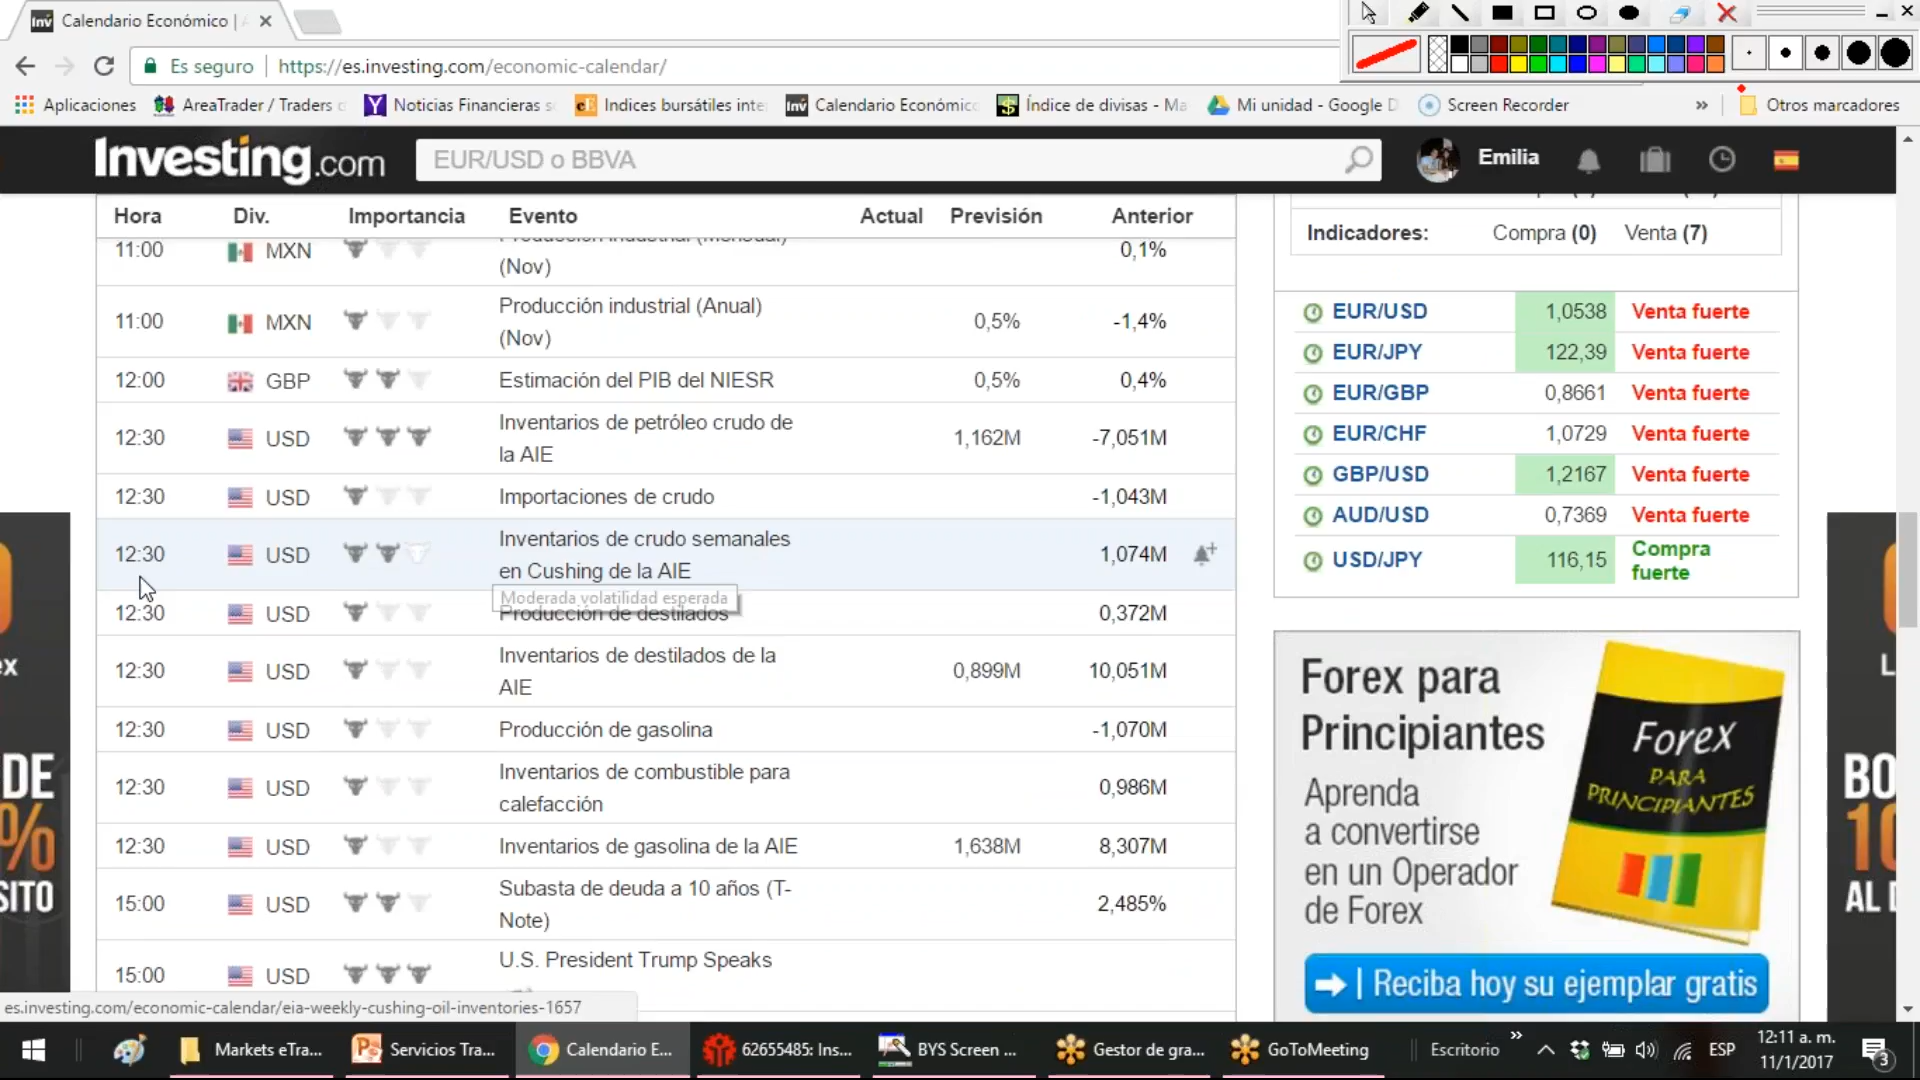 Calendario Económico |
Es seguro | https://es.investing.com/economic-calendar/
Aplicaciones AreaTrader / Traders Noticias Financieras Indices bursátiles inte Calendario Económic Índice de divisas - Ma Mi unidad - Google D Screen Recorder » Otros marcadores
Investing.com EUR/USD o BBVA Emilia
Hora Div. Importancia Evento Actual Previsión Anterior
11:00 MXN Producción industrial (Mensual)
(Nov) 0,1%
11:00 MXN Producción industrial (Anual)
(Nov) 0,5% -1,4%
12:00 GBP Estimación del PIB del NIESR 0,5% 0,4%
12:30 USD Inventarios de petróleo crudo de
la AIE 1,162M -7,051M
12:30 USD Importaciones de crudo -1,043M
12:30 USD Inventarios de crudo semanales
en Cushing de la AIE 1,074M
Moderada volatilidad esperada
12:30 USD Producción de destilados 0,372M
12:30 USD Inventarios de destilados de la
AIE 0,899M 10,051M
12:30 USD Producción de gasolina -1,070M
12:30 USD Inventarios de combustible para
calefacción 0,986M
12:30 USD Inventarios de gasolina de la AIE 1,638M 8,307M
15:00 USD Subasta de deuda a 10 años (T-
Note) 2,485%
15:00 USD U.S. President Trump Speaks
es.investing.com/economic-calendar/eia-weekly-cushing-oil-inventories-1657
Indicadores: Compra (0) Venta (7)
EUR/USD 1,0538 Venta fuerte
EUR/JPY 122,39 Venta fuerte
EUR/GBP 0,8661 Venta fuerte
EUR/CHF 1,0729 Venta fuerte
GBP/USD 1,2167 Venta fuerte
AUD/USD 0,7369 Venta fuerte
USD/JPY 116,15 Compra
fuerte
Forex para
Principiantes
Aprenda
a convertirse
en un Operador
de Forex
Forex
PARA
PRINCIPIANTES
Reciba hoy su ejemplar gratis
ex
DE
%
SITO
L
BO
10
AL D
Markets eTra... Servicios Tra... Calendario E... 62655485: Ins... BYS Screen ... Gestor de gra... GoToMeeting Escritorio » ESP 12:11 a. m.
11/1/2017 3